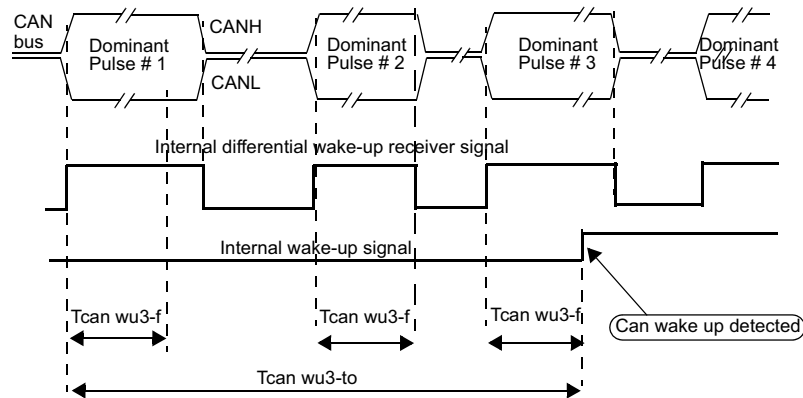 CAN
bus
CANH
CANL
Dominant
Pulse # 1
Dominant
Pulse # 2
Dominant
Pulse # 3
Dominant
Pulse # 4
Internal differential wake-up receiver signal
Internal wake-up signal
Tcan wu3-f
Tcan wu3-f
Tcan wu3-f
Can wake up detected
Tcan wu3-to